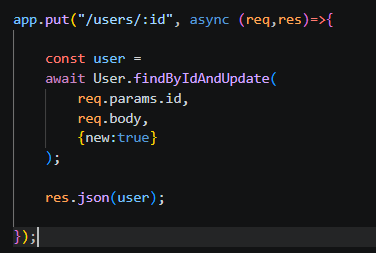 app.put("/users/:id", async (req,res)=>{
const user =
await User.findByIdAndUpdate(
req.params.id,
req.body,
{new:true}
);
res.json(user);
});